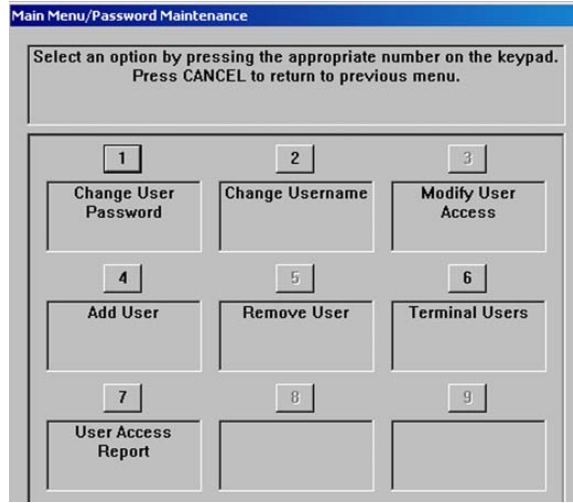 Main Menu/Password Maintenance
Select an option by pressing the appropriate number on the keypad.
Press CANCEL to return to previous menu.
1
2
3
Change User
Password
Change Username
Modify User
Access
4
5
6
Add User
Remove User
Terminal Users
7
8
9
User Access
Report